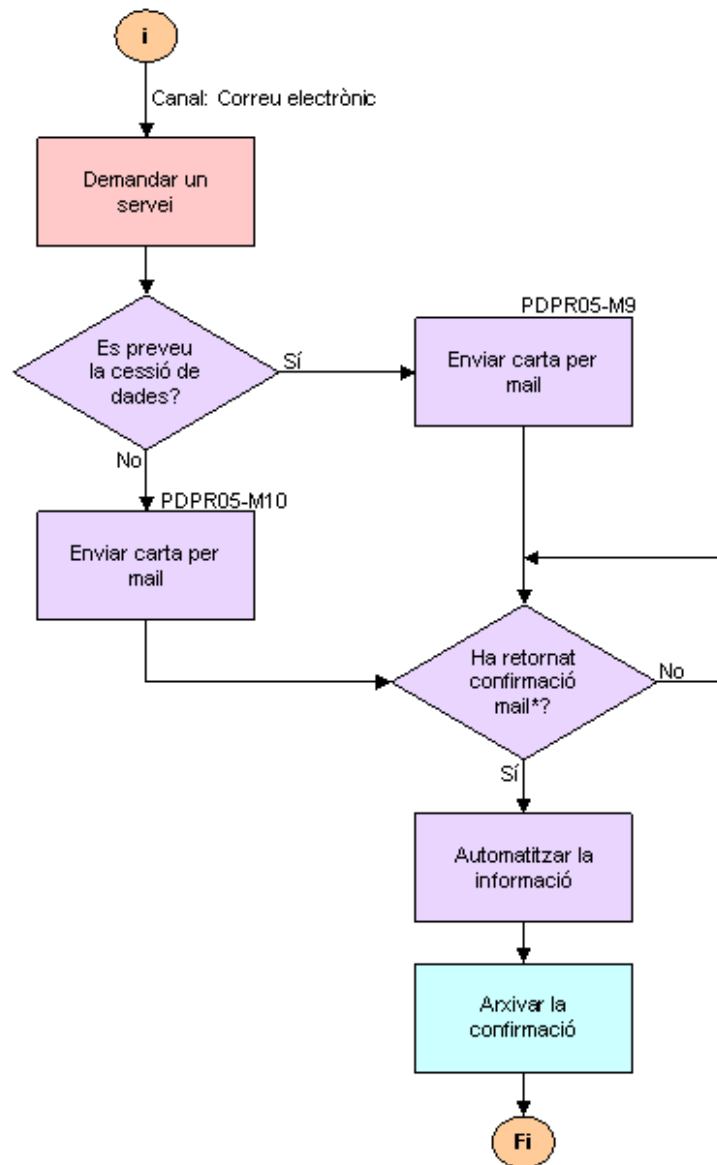 i
Canal: Correu electrònic
Demandar un
servei
PDPR05-M9
Es preveu
la cessió de
dades?
Sí
Enviar carta per
mail
No
PDPR05-M10
Enviar carta per
mail
Ha retornat
confirmació
mail*?
No
Sí
Automatitzar la
informació
Arxivar la
confirmació
Fi